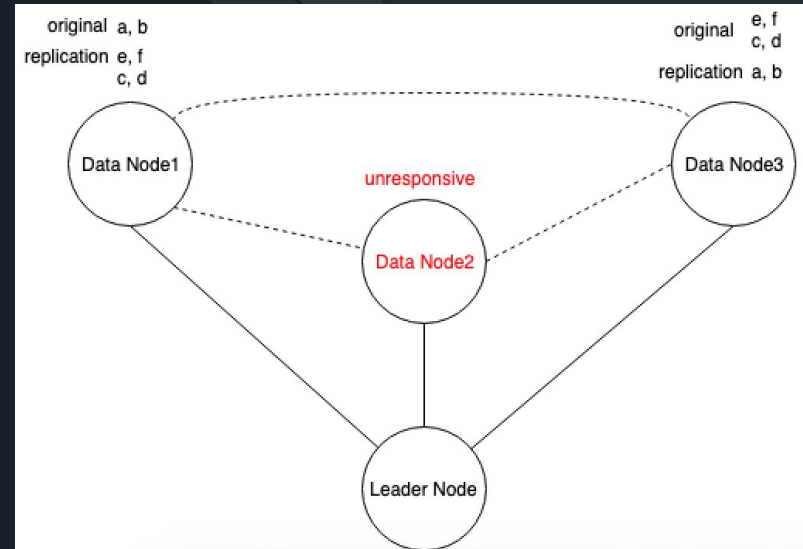 original a, b
replication e, f
c, d
original e, f
c, d
replication a, b
Data Node1
unresponsive
Data Node2
Data Node3
Leader Node